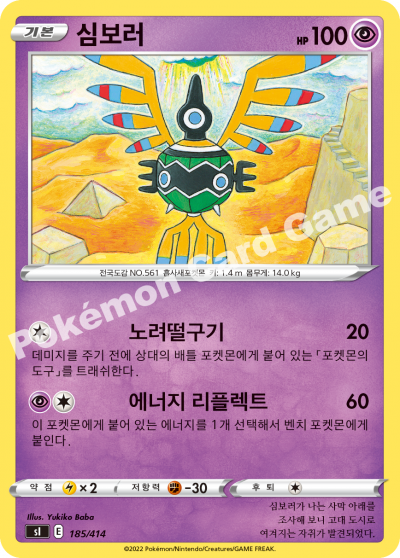 기본 심보러 HP 100
전국도감 NO.561 흡사새포켓몬 키: 1.4 m 몸무게: 14.0 kg
Pokémon Card Game
노려떨구기 20
데미지를 주기 전에 상대의 배틀 포켓몬에게 붙어 있는 「포켓몬의
도구」를 트래쉬한다.
에너지 리플렉트 60
이 포켓몬에게 붙어 있는 에너지를 1개 선택해서 벤치 포켓몬에게
붙인다.
약점 ×2 저항력 -30 후퇴
Illus. Yukiko Baba
sI E 185/414
심보러가 나는 사막 아래를
조사해 보니 고대 도시로
여겨지는 자취가 발견되었다.
©2022 Pokémon/Nintendo/Creatures/GAME FREAK.